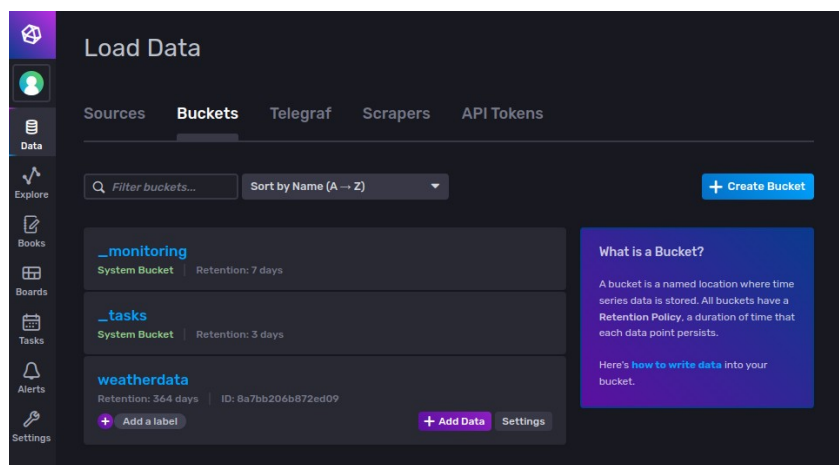 Load Data
Data
Explore
Books
Boards
Tasks
Alerts
Settings
Sources Buckets Telegraf Scrapers API Tokens
Filter buckets... Sort by Name (A → Z) + Create Bucket
_monitoring
System Bucket Retention: 7 days
_tasks
System Bucket Retention: 3 days
weatherdata
Retention: 364 days ID: 8a7bb206b872ed09
+ Add a label + Add Data Settings
What is a Bucket?
A bucket is a named location where time
series data is stored. All buckets have a
Retention Policy, a duration of time that
each data point persists.
Here's how to write data into your
bucket.